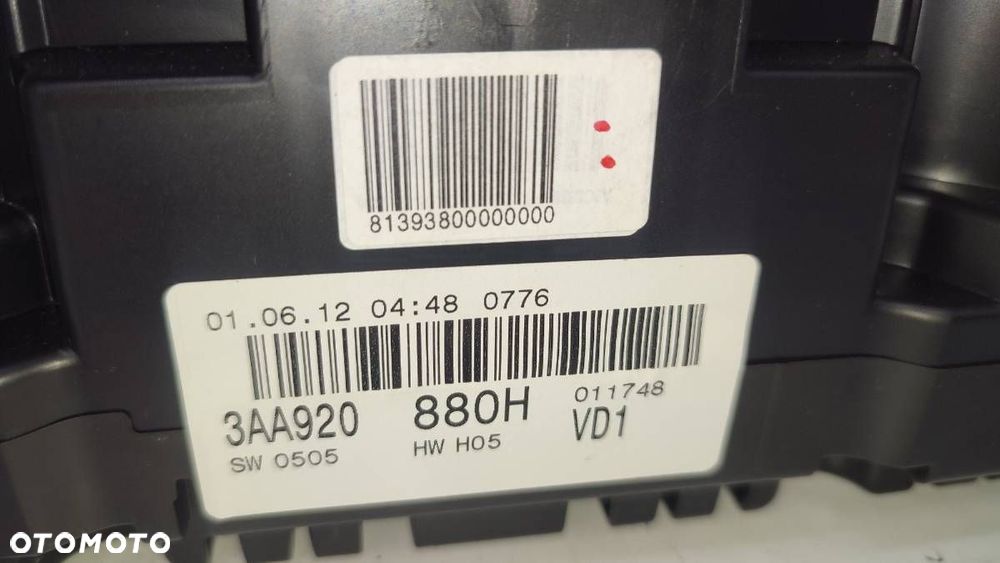 81393800000000
01.06.12 04:48 0776
011748
3AA920 880H VD1
SW 0505 HW H05
OTOMOTO